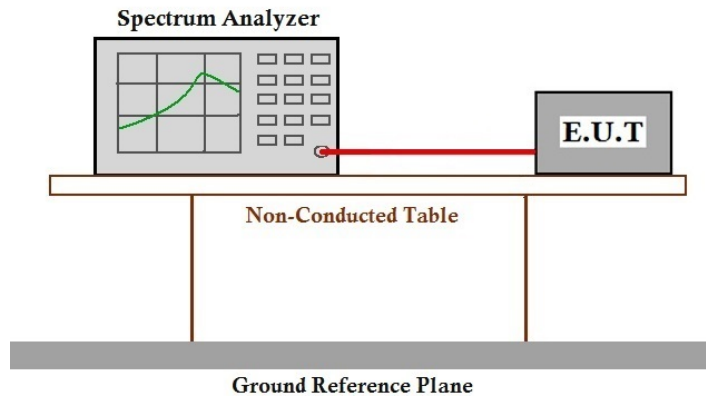 Spectrum Analyzer
E.U.T
Non-Conducted Table
Ground Reference Plane